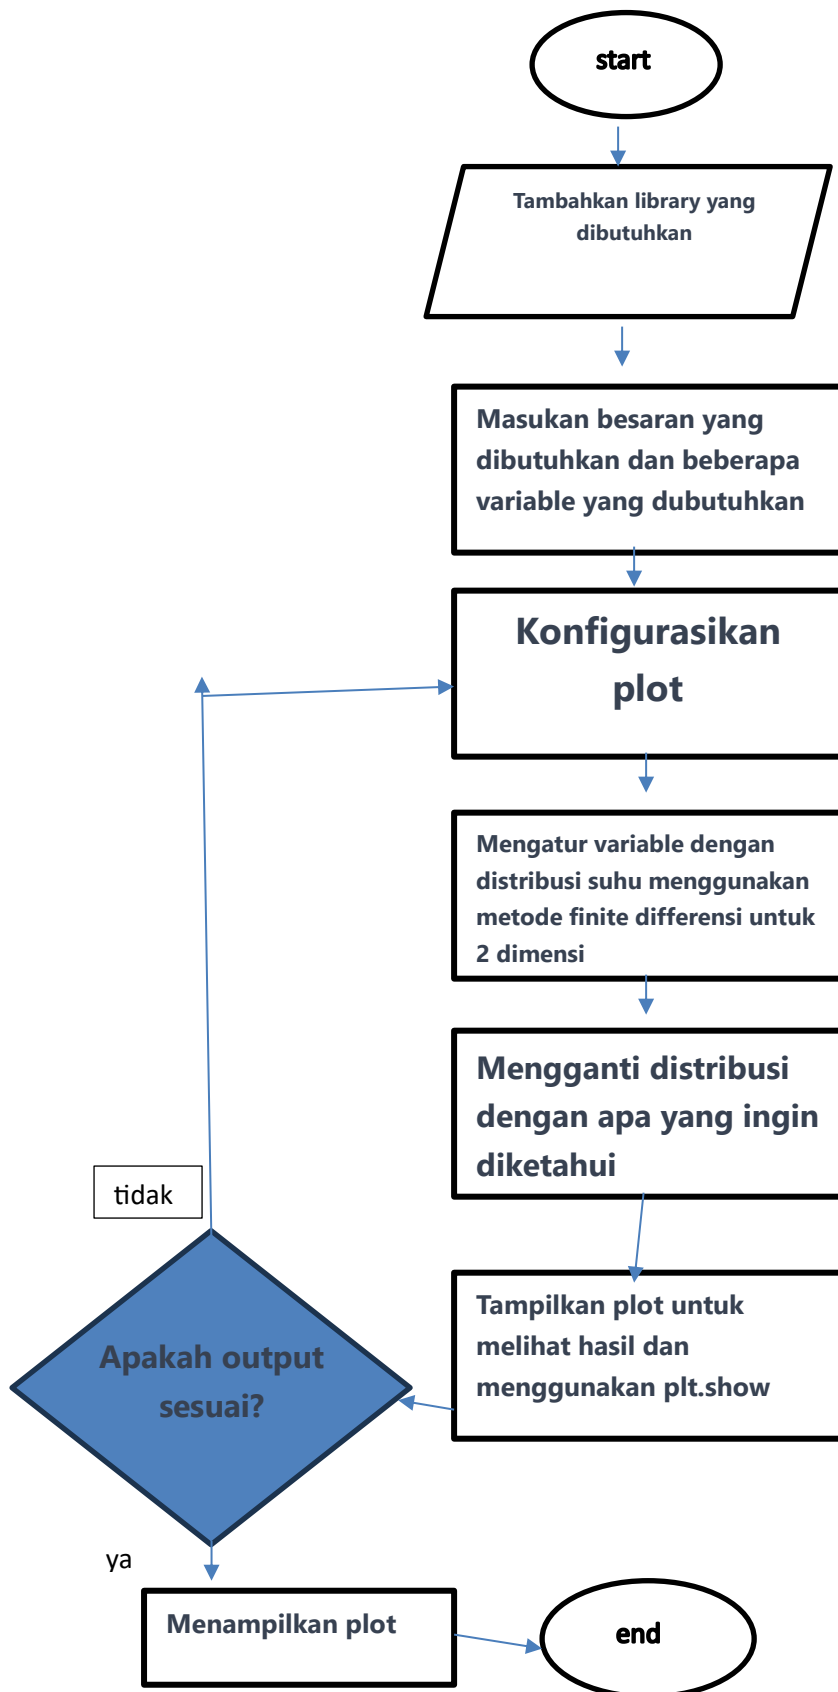 start
Tambahkan library yang
dibutuhkan
Masukan besaran yang
dibutuhkan dan beberapa
variable yang dubutuhkan
Konfigurasikan
plot
Mengatur variable dengan
distribusi suhu menggunakan
metode finite differensi untuk
2 dimensi
Mengganti distribusi
dengan apa yang ingin
diketahui
Tampilkan plot untuk
melihat hasil dan
menggunakan plt.show
Apakah output
sesuai?
tidak
ya
Menampilkan plot
end